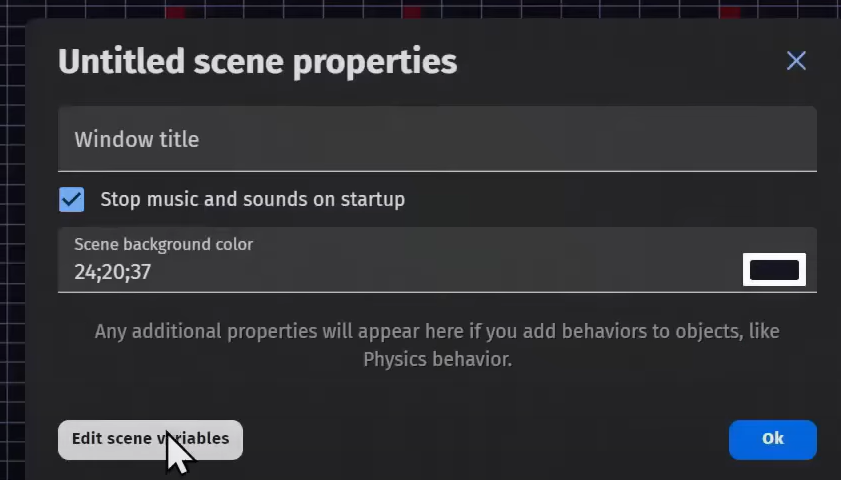 Untitled scene properties
Window title
Stop music and sounds on startup
Scene background color
24;20;37
Any additional properties will appear here if you add behaviors to objects, like
Physics behavior.
Edit scene variables
Ok